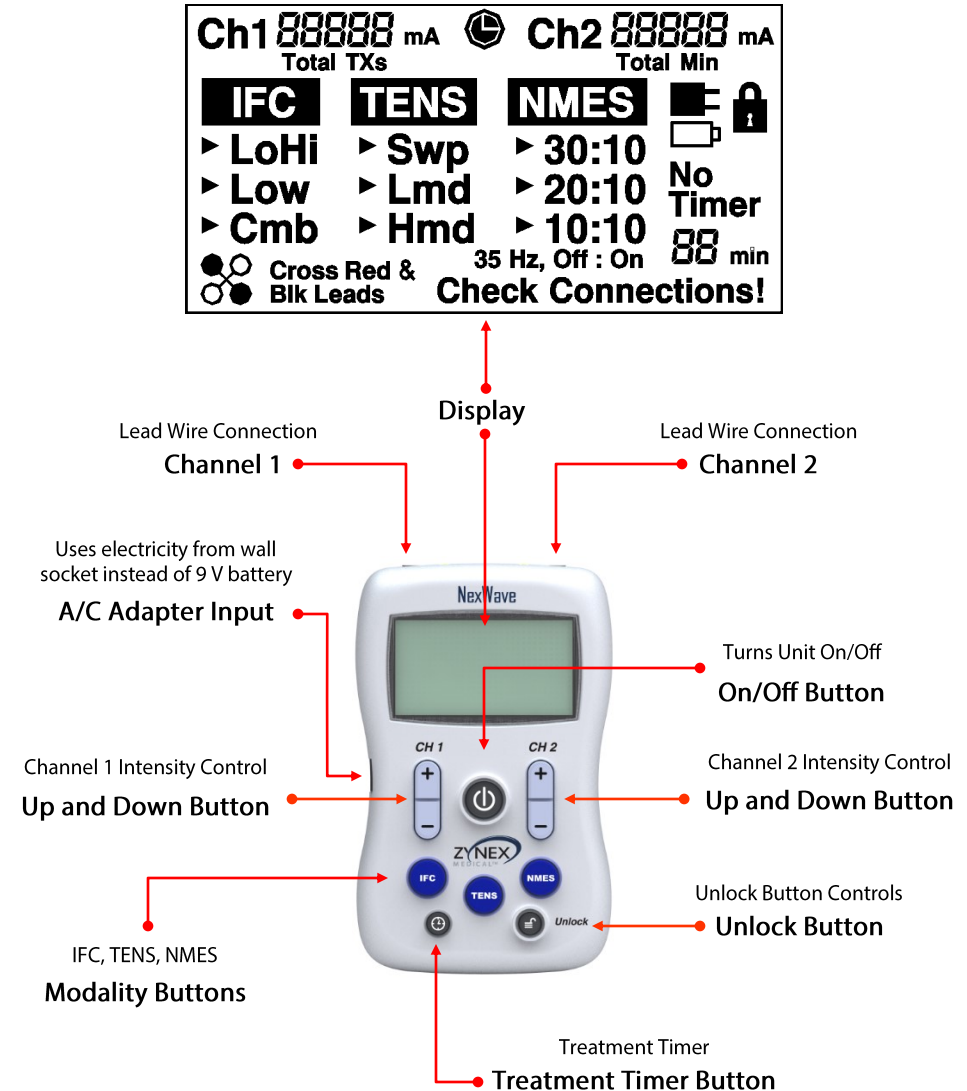 Ch1 88888 mA Ch2 88888 mA
Total TXs Total Min
IFC TENS NMES
LoHi Swp 30:10
Low Lmd 20:10
Cmb Hmd 10:10
No
Timer
88 min
35 Hz, Off : On
Cross Red &
Blk Leads
Check Connections!
Display
Lead Wire Connection
Channel 1
Lead Wire Connection
Channel 2
Uses electricity from wall
socket instead of 9 V battery
A/C Adapter Input
NexWave
Turns Unit On/Off
On/Off Button
CH 1
CH 2
+
+
−
−
Channel 1 Intensity Control
Up and Down Button
Channel 2 Intensity Control
Up and Down Button
ZYNEX
MEDICAL™
IFC
TENS
NMES
Unlock
Unlock Button Controls
Unlock Button
IFC, TENS, NMES
Modality Buttons
Treatment Timer
Treatment Timer Button